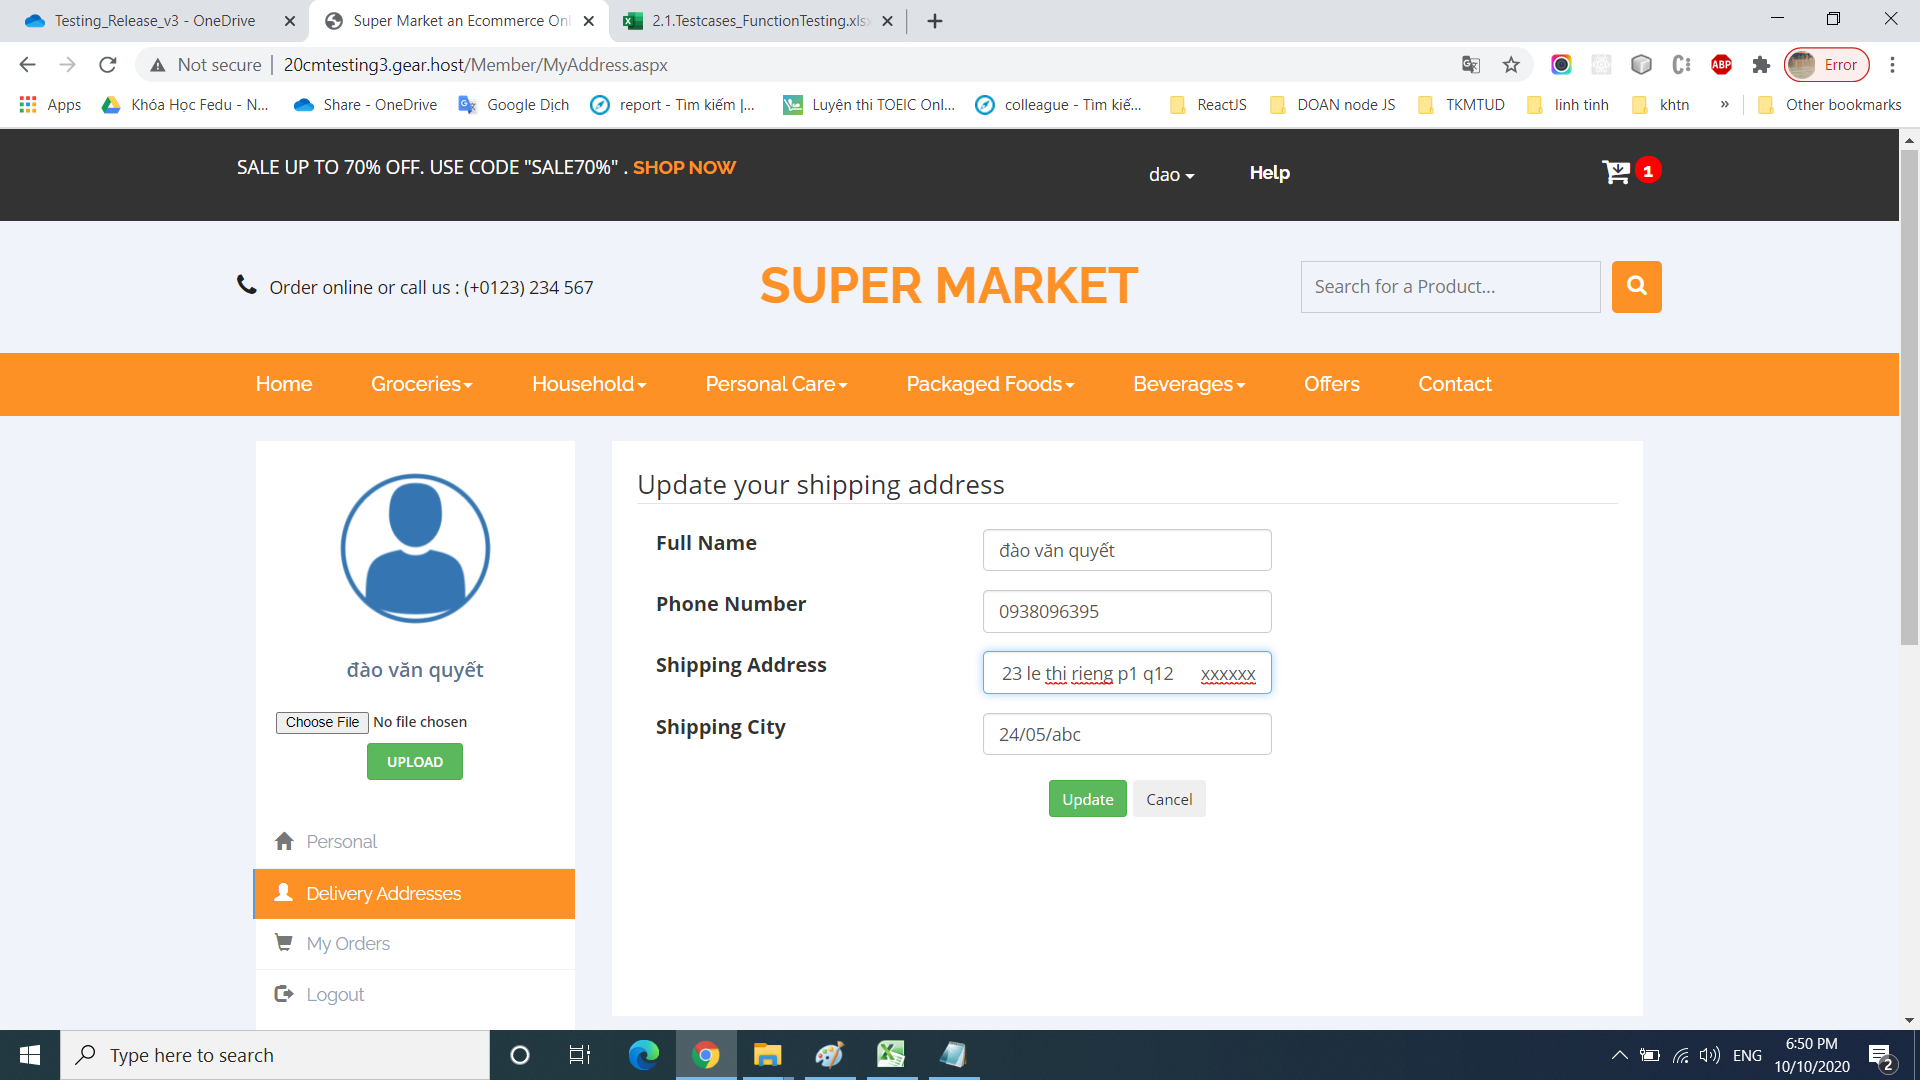 Testing_Release_v3 - OneDrive
Super Market an Ecommerce Onl
2.1.Testcases_FunctionTesting.xlsx
Not secure | 20cmtesting3.gear.host/Member/MyAddress.aspx
Error
Apps
Khóa Học Fedu - N...
Share - OneDrive
Google Dịch
report - Tìm kiếm |...
Luyện thi TOEIC Onl...
colleague - Tìm kiế...
ReactJS
DOAN node JS
TKMTUD
linh tinh
khtn
»
Other bookmarks
SALE UP TO 70% OFF. USE CODE "SALE70%" . SHOP NOW
dao
Help
1
Order online or call us : (+0123) 234 567
SUPER MARKET
Search for a Product...
Home
Groceries
Household
Personal Care
Packaged Foods
Beverages
Offers
Contact
đào văn quyết
Choose File No file chosen
UPLOAD
Personal
Delivery Addresses
My Orders
Logout
Update your shipping address
Full Name
đào văn quyết
Phone Number
0938096395
Shipping Address
23 le thi rieng p1 q12 xxxxxx
Shipping City
24/05/abc
Update
Cancel
Type here to search
ENG
6:50 PM
10/10/2020
2